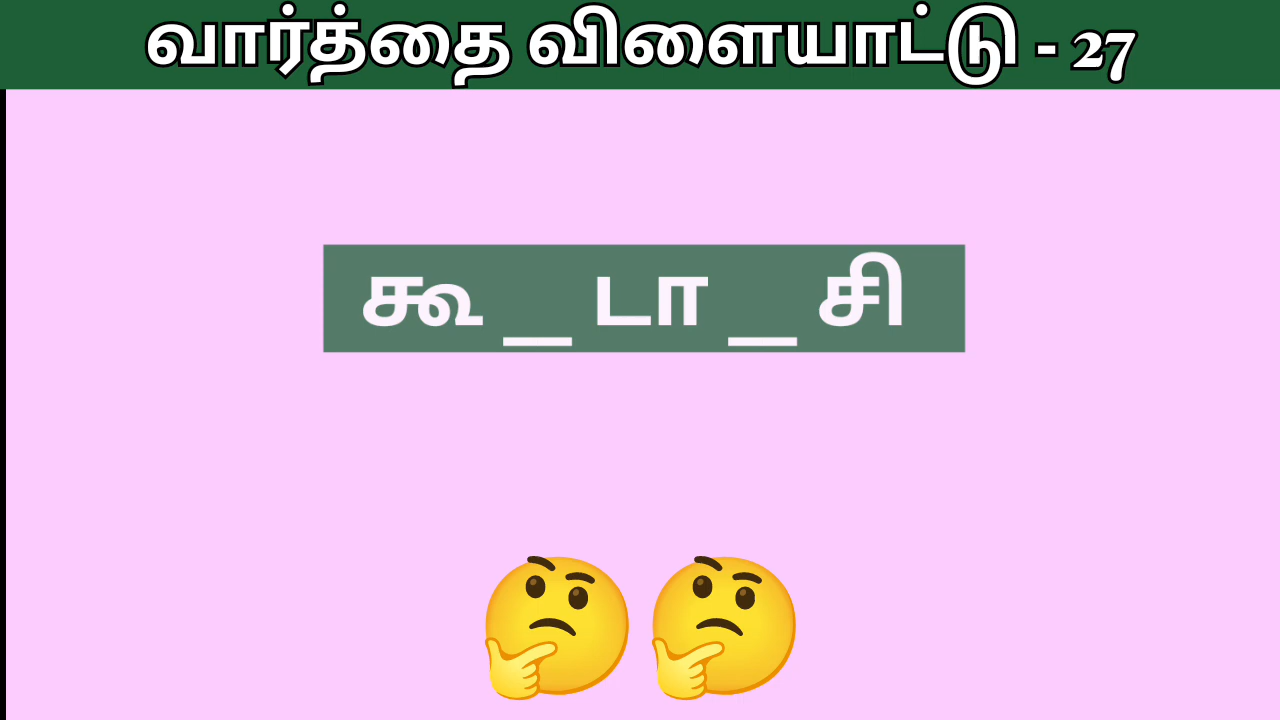 வார்த்தை விளையாட்டு - 27
கூ _ டா _ சி